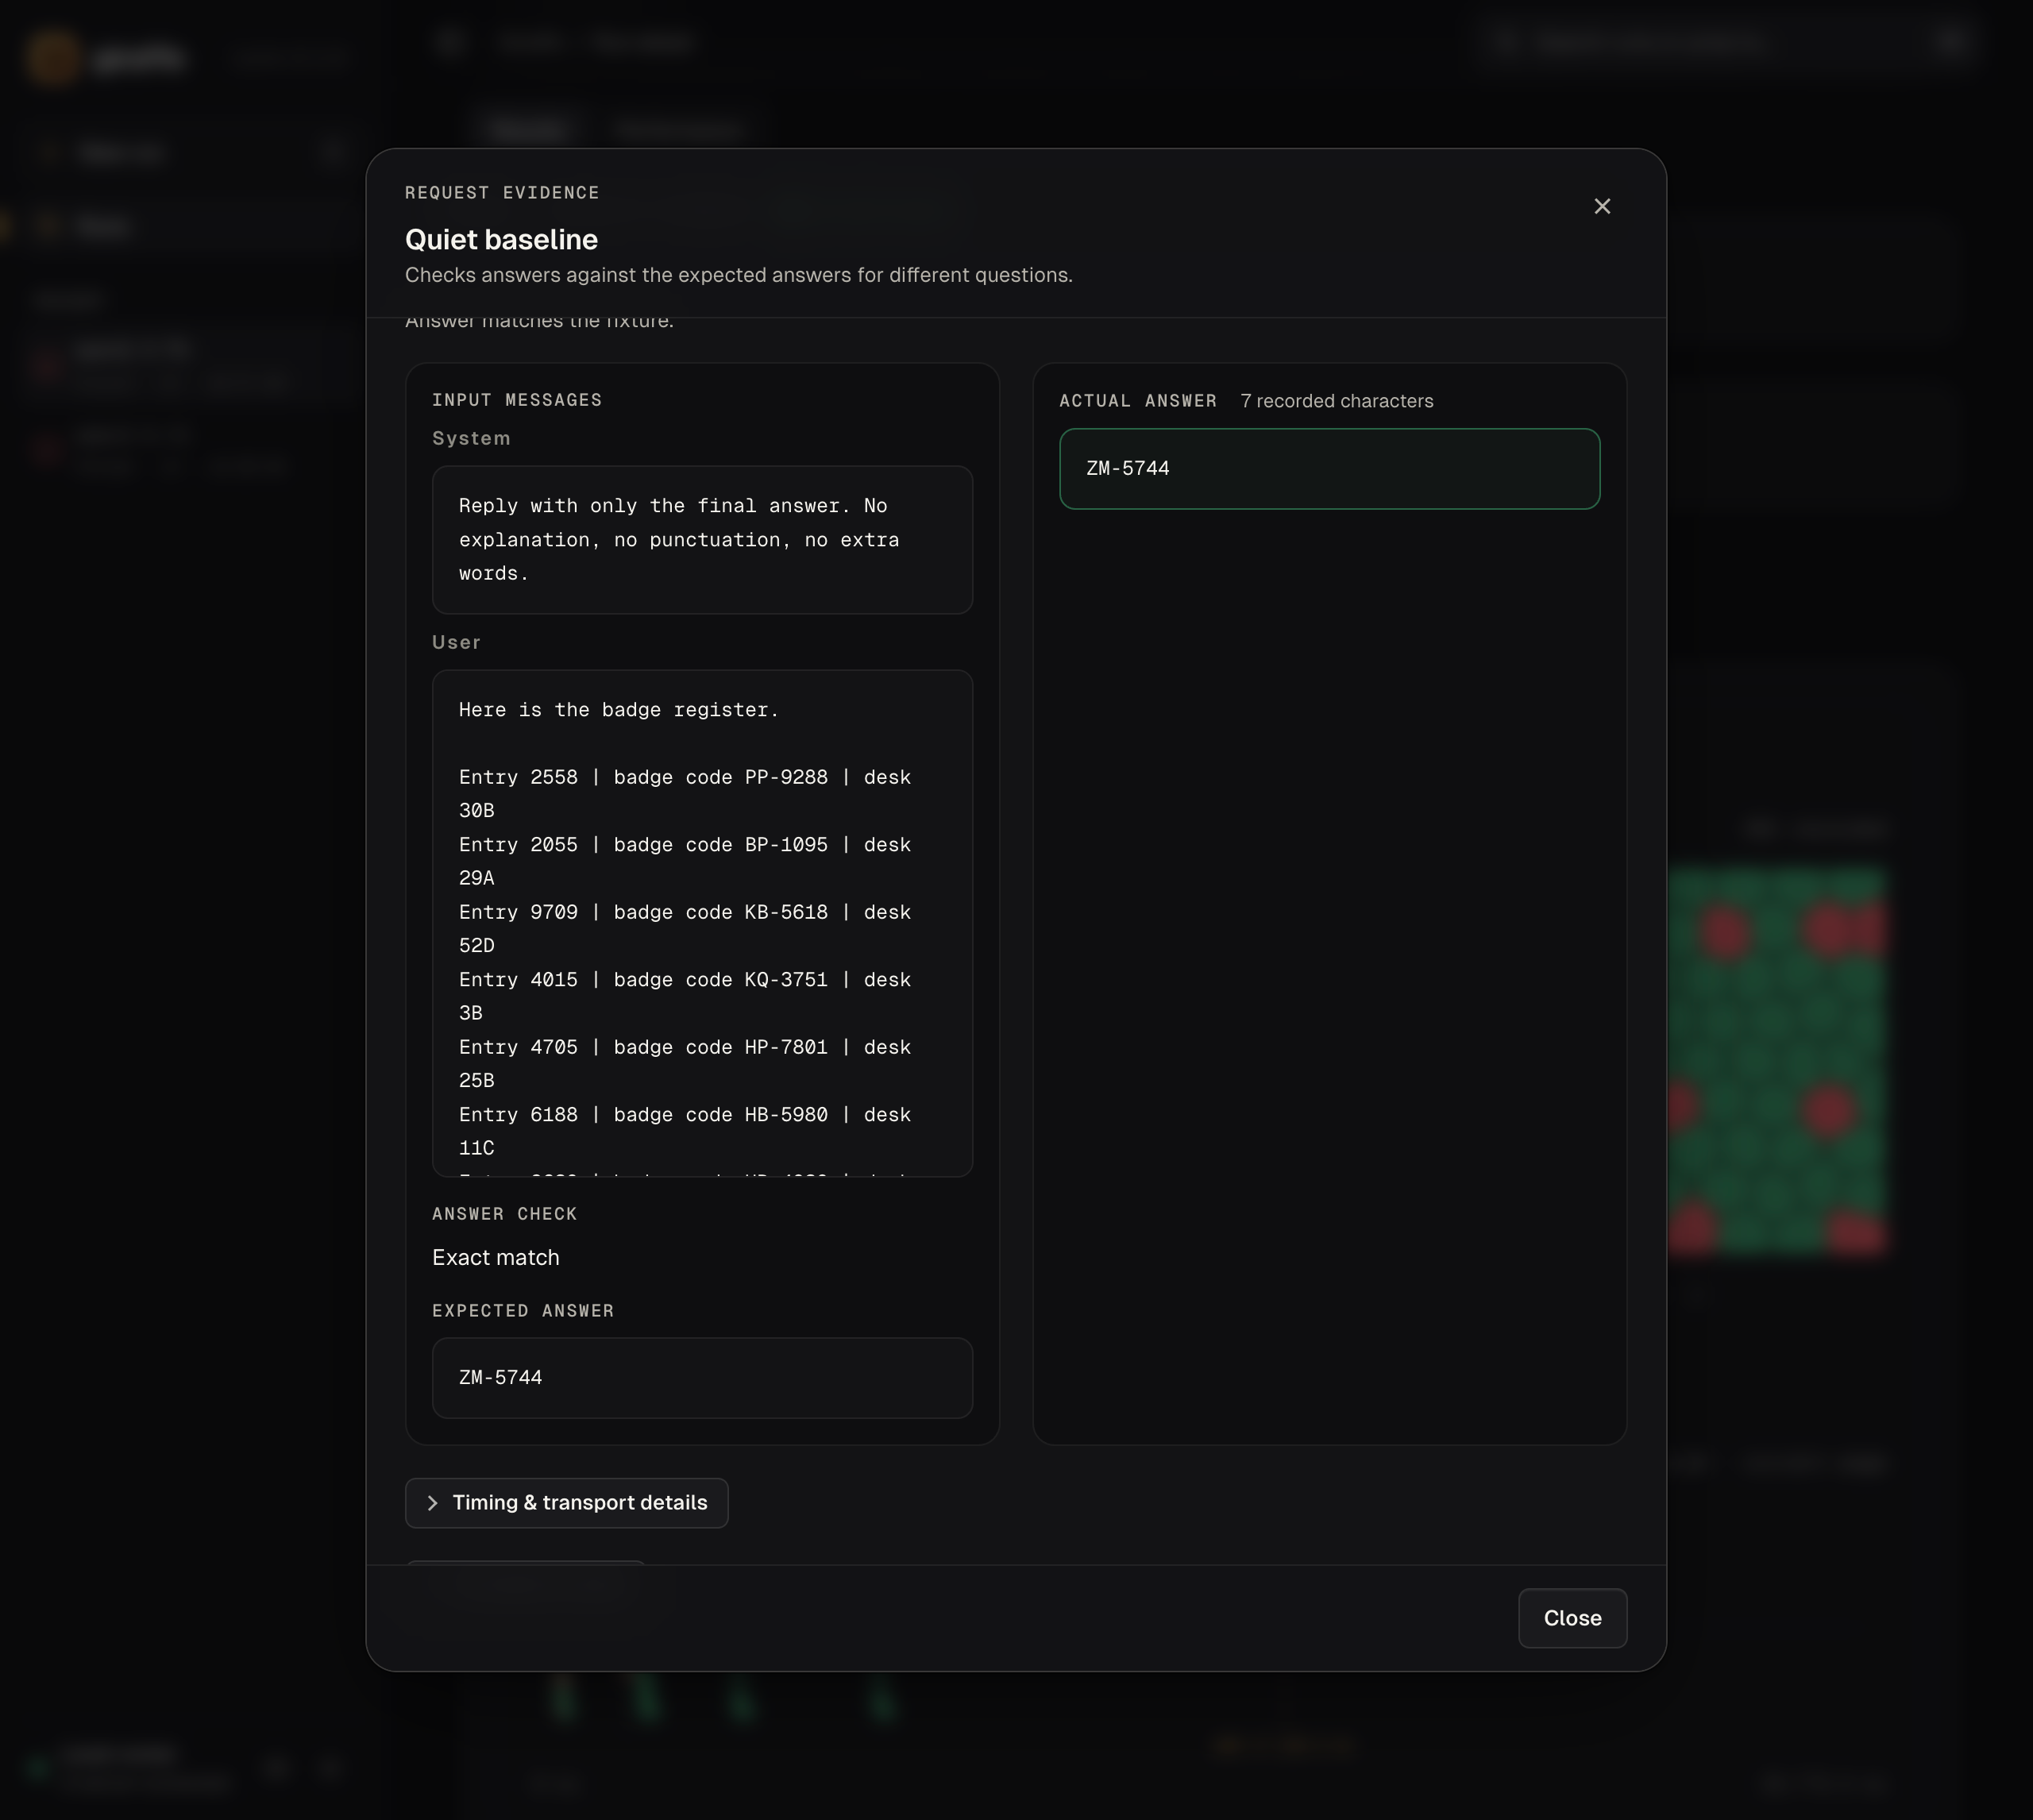 REQUEST EVIDENCE
Quiet baseline
Checks answers against the expected answers for different questions.
Answer matches the fixture.
INPUT MESSAGES
System
Reply with only the final answer. No
explanation, no punctuation, no extra
words.
User
Here is the badge register.
Entry 2558 | badge code PP-9288 | desk
30B
Entry 2055 | badge code BP-1095 | desk
29A
Entry 9709 | badge code KB-5618 | desk
52D
Entry 4015 | badge code KQ-3751 | desk
3B
Entry 4705 | badge code HP-7801 | desk
25B
Entry 6188 | badge code HB-5980 | desk
11C
ANSWER CHECK
Exact match
EXPECTED ANSWER
ZM-5744
ACTUAL ANSWER 7 recorded characters
ZM-5744
Timing & transport details
Close